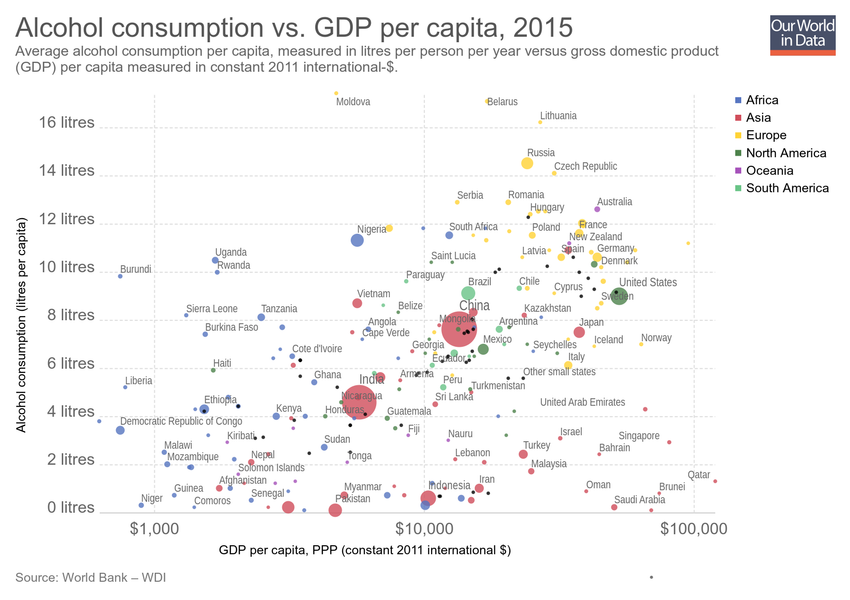 Alcohol consumption vs. GDP per capita, 2015
Our World
in Data
Average alcohol consumption per capita, measured in litres per person per year versus gross domestic product
(GDP) per capita measured in constant 2011 international-$.
Africa
Asia
Europe
North America
Oceania
South America
Alcohol consumption (litres per capita)
16 litres
14 litres
12 litres
10 litres
8 litres
6 litres
4 litres
2 litres
0 litres
Moldova
Belarus
Lithuania
Russia
Czech Republic
Serbia
Romania
Hungary
Australia
Nigeria
South Africa
Poland
France
New Zealand
Uganda
Rwanda
Burundi
Saint Lucia
Latvia
Spain
Germany
Denmark
Paraguay
Brazil
Chile
Cyprus
United States
Sweden
Vietnam
Belize
China
Sierra Leone
Tanzania
Angola
Mongolia
Argentina
Kazakhstan
Japan
Burkina Faso
Cape Verde
Georgia
Mexico
Seychelles
Iceland
Norway
Cote d'Ivoire
Ecuador
Italy
Haiti
Ghana
India
Armenia
Peru
Turkmenistan
Other small states
Liberia
Ethiopia
Nicaragua
Sri Lanka
United Arab Emirates
Kenya
Honduras
Guatemala
Democratic Republic of Congo
Fiji
Kiribati
Sudan
Nauru
Israel
Singapore
Malawi
Mozambique
Nepal
Tonga
Lebanon
Turkey
Bahrain
Solomon Islands
Malaysia
Afghanistan
Myanmar
Indonesia
Iran
Oman
Brunei
Qatar
Guinea
Niger
Comoros
Senegal
Pakistan
Saudi Arabia
$1,000
$10,000
$100,000
GDP per capita, PPP (constant 2011 international $)
Source: World Bank – WDI